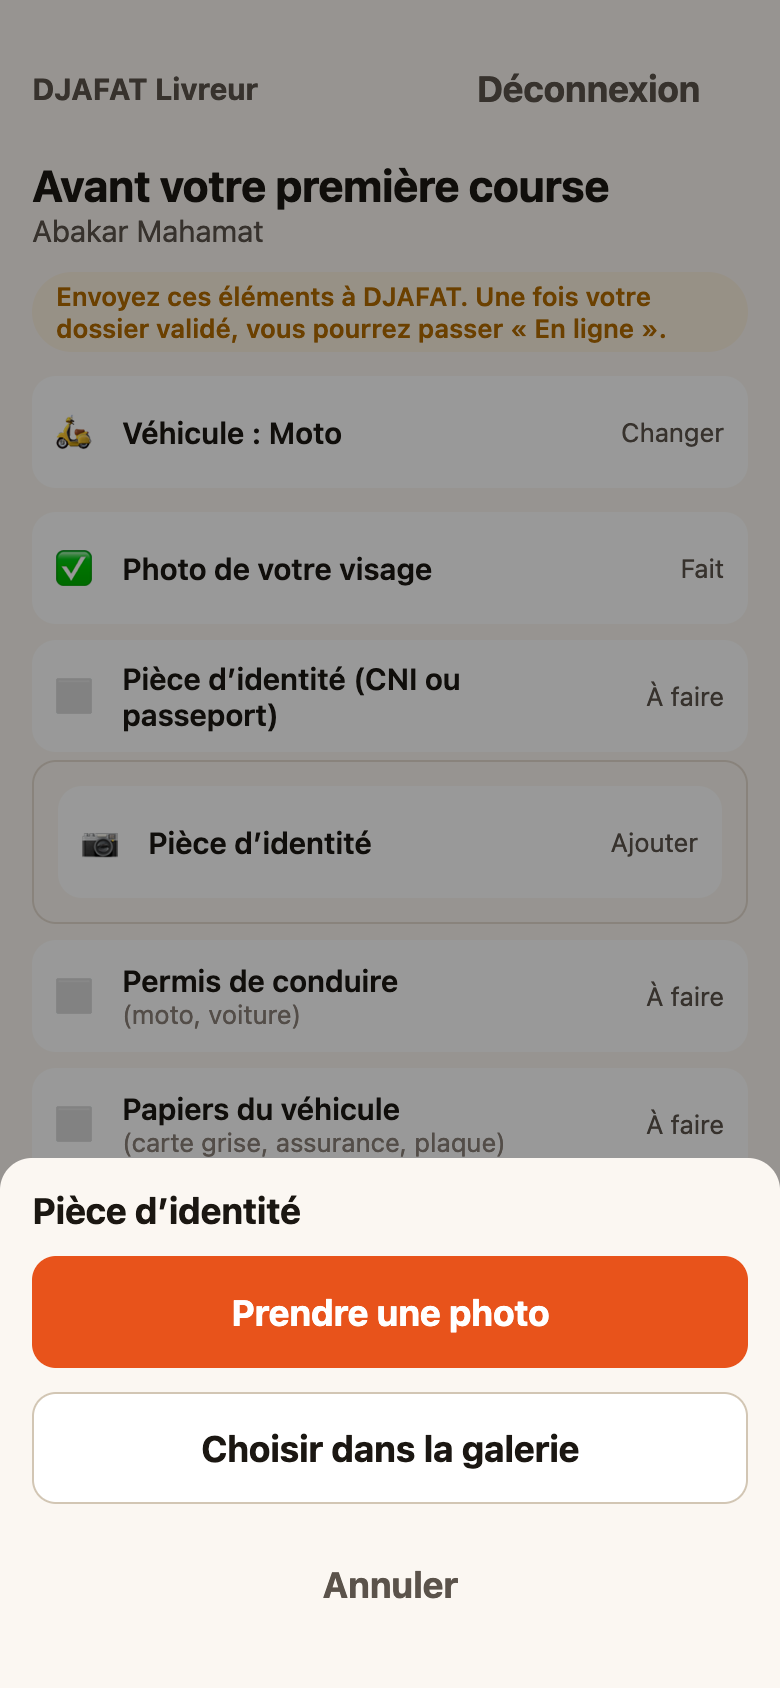 DJAFAT Livreur
Déconnexion
Avant votre première course
Abakar Mahamat
Envoyez ces éléments à DJAFAT. Une fois votre
dossier validé, vous pourrez passer « En ligne ».
Véhicule : Moto
Changer
Photo de votre visage
Fait
Pièce d’identité (CNI ou
passeport)
À faire
Pièce d’identité
Ajouter
Permis de conduire
(moto, voiture)
À faire
Papiers du véhicule
(carte grise, assurance, plaque)
À faire
Pièce d’identité
Prendre une photo
Choisir dans la galerie
Annuler